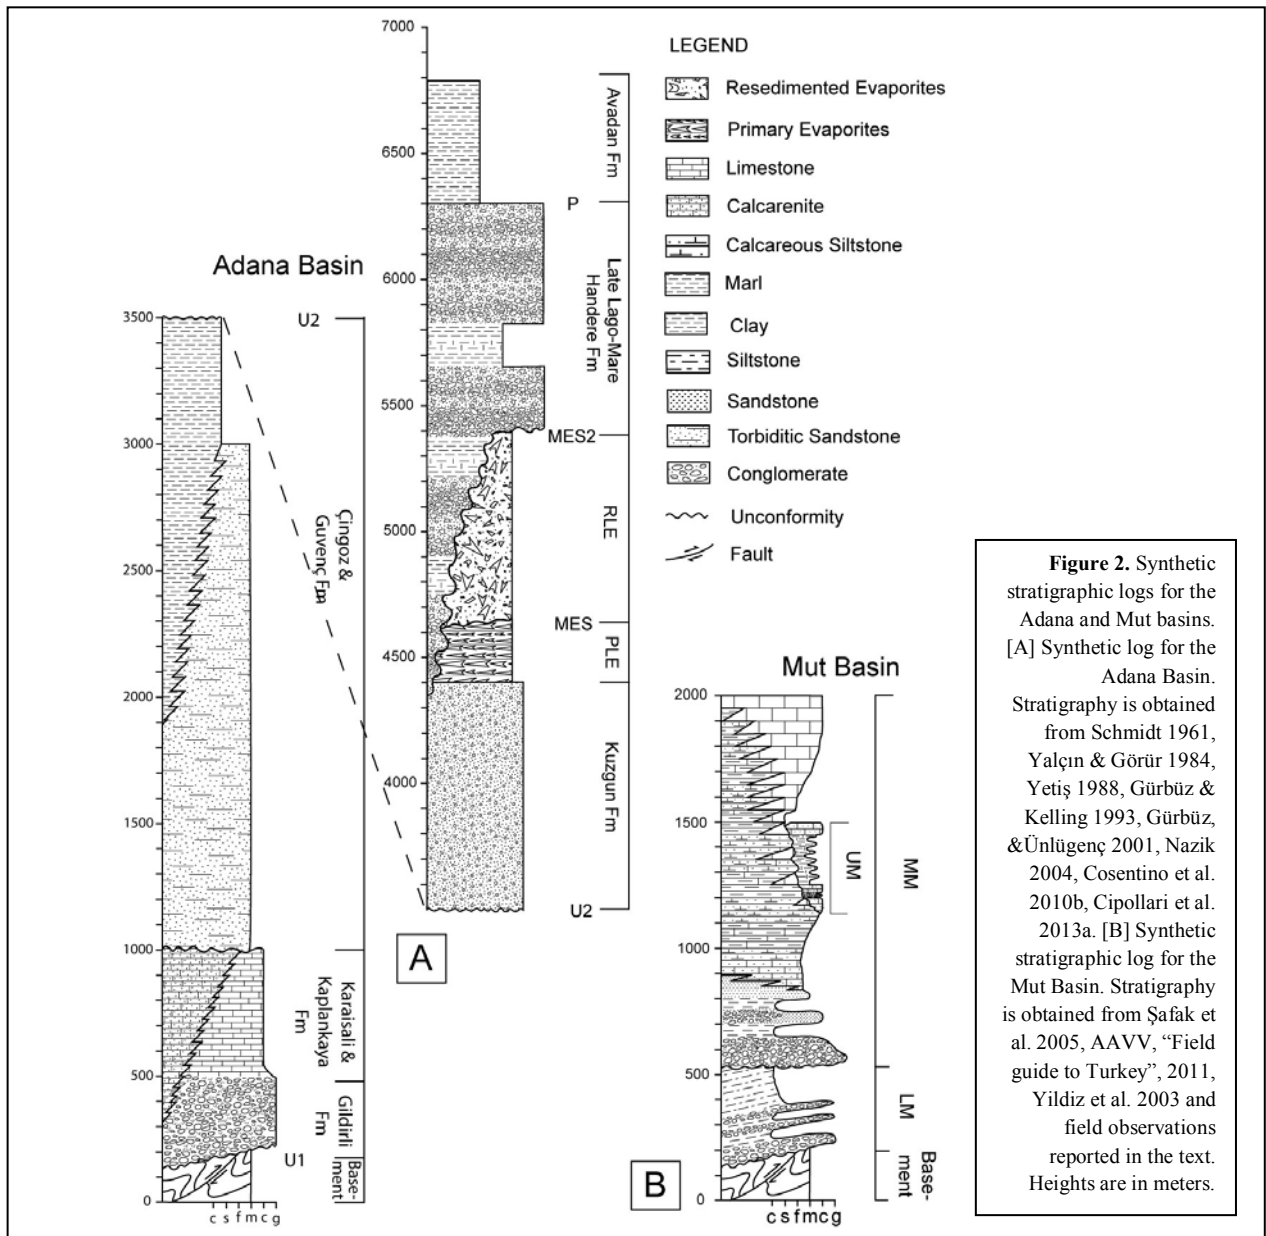 Adana Basin
3500
3000
2500
2000
1500
1000
500
0
U2
U1
Çingoz &
Guvenç Fm
Karaisali &
Kaplankaya
Fm
Gildirli
Fm
Base-
ment
c s f m c g
7000
6500
6000
5500
5000
4500
4000
P
MES2
MES
U2
Avadan Fm
Late Lago-Mare
Handere Fm
RLE
PLE
Kuzgun Fm
A
LEGEND
Resedimented Evaporites
Primary Evaporites
Limestone
Calcarenite
Calcareous Siltstone
Marl
Clay
Siltstone
Sandstone
Torbiditic Sandstone
Conglomerate
Unconformity
Fault
Mut Basin
2000
1500
1000
500
0
UM
MM
LM
Base-
ment
c s f m c g
B
Figure 2. Synthetic
stratigraphic logs for the
Adana and Mut basins.
[A] Synthetic log for the
Adana Basin.
Stratigraphy is obtained
from Schmidt 1961,
Yalçın & Görür 1984,
Yetiş 1988, Gürbüz &
Kelling 1993, Gürbüz,
&Ünlügenç 2001, Nazik
2004, Cosentino et al.
2010b, Cipollari et al.
2013a. [B] Synthetic
stratigraphic log for the
Mut Basin. Stratigraphy
is obtained from Şafak et
al. 2005, AAVV, “Field
guide to Turkey”, 2011,
Yildiz et al. 2003 and
field observations
reported in the text.
Heights are in meters.